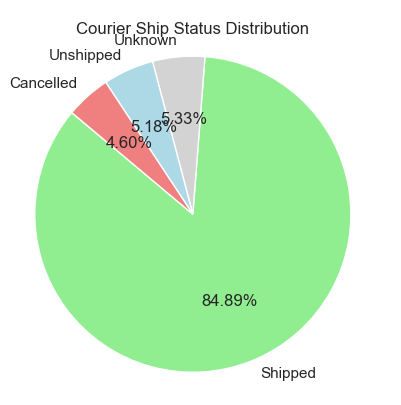 Courier Ship Status Distribution
Unknown
Unshipped
Cancelled
5.33%
5.18%
4.60%
84.89%
Shipped